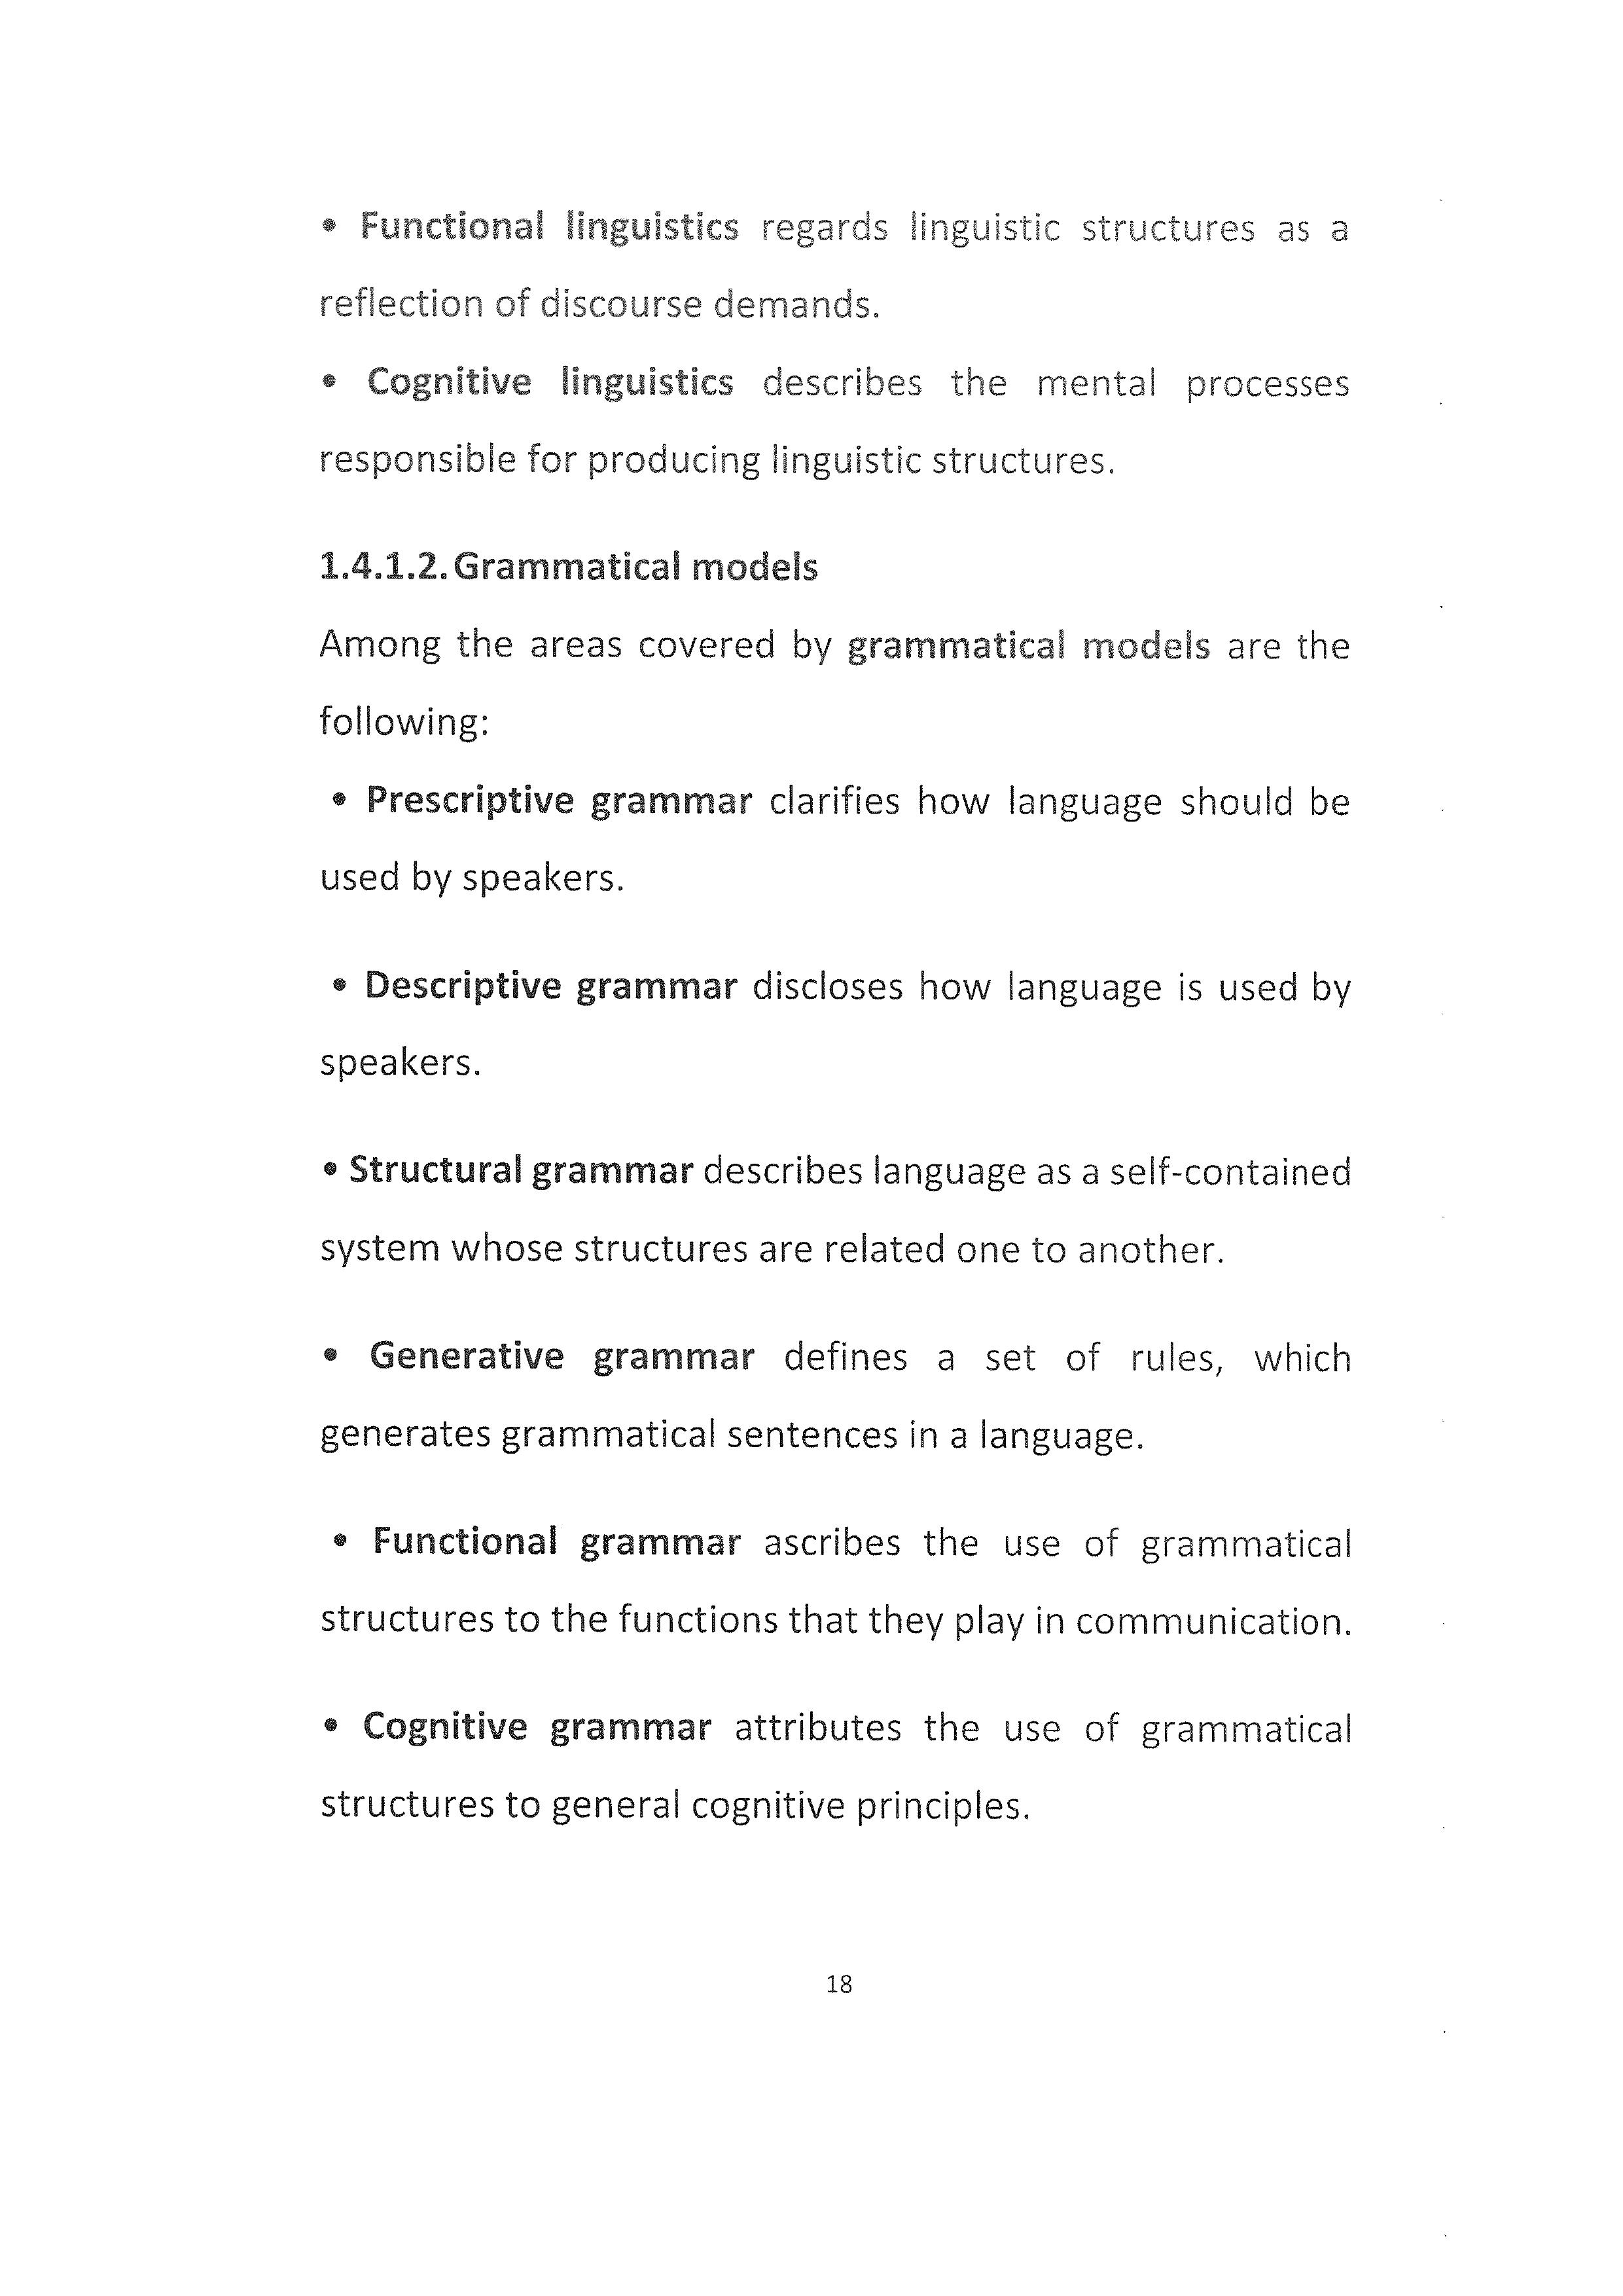 • Functional linguistics regards linguistic structures as a
reflection of discourse demands.
• Cognitive linguistics describes the mental processes
responsible for producing linguistic structures.
1.4.1.2. Grammatical models
Among the areas covered by grammatical models are the
following:
• Prescriptive grammar clarifies how language should be
used by speakers.
• Descriptive grammar discloses how language is used by
speakers.
• Structural grammar describes language as a self-contained
system whose structures are related one to another.
• Generative grammar defines a set of rules, which
generates grammatical sentences in a language.
• Functional grammar ascribes the use of grammatical
structures to the functions that they play in communication.
• Cognitive grammar attributes the use of grammatical
structures to general cognitive principles.
18